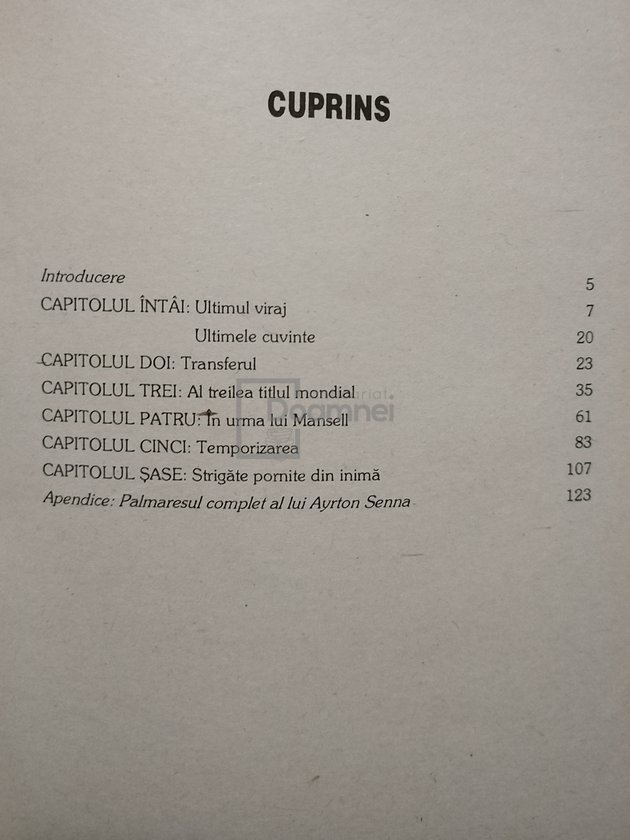 CUPRINS
Introducere 5
CAPITOLUL ÎNTÂI: Ultimul viraj 7
Ultimele cuvinte 20
CAPITOLUL DOI: Transferul 23
CAPITOLUL TREI: Al treilea titlul mondial 35
CAPITOLUL PATRU: În urma lui Mansell 61
CAPITOLUL CINCI: Temporizarea 83
CAPITOLUL ŞASE: Strigăte pornite din inimă 107
Apendice: Palmaresul complet al lui Ayrton Senna 123
Doamnei